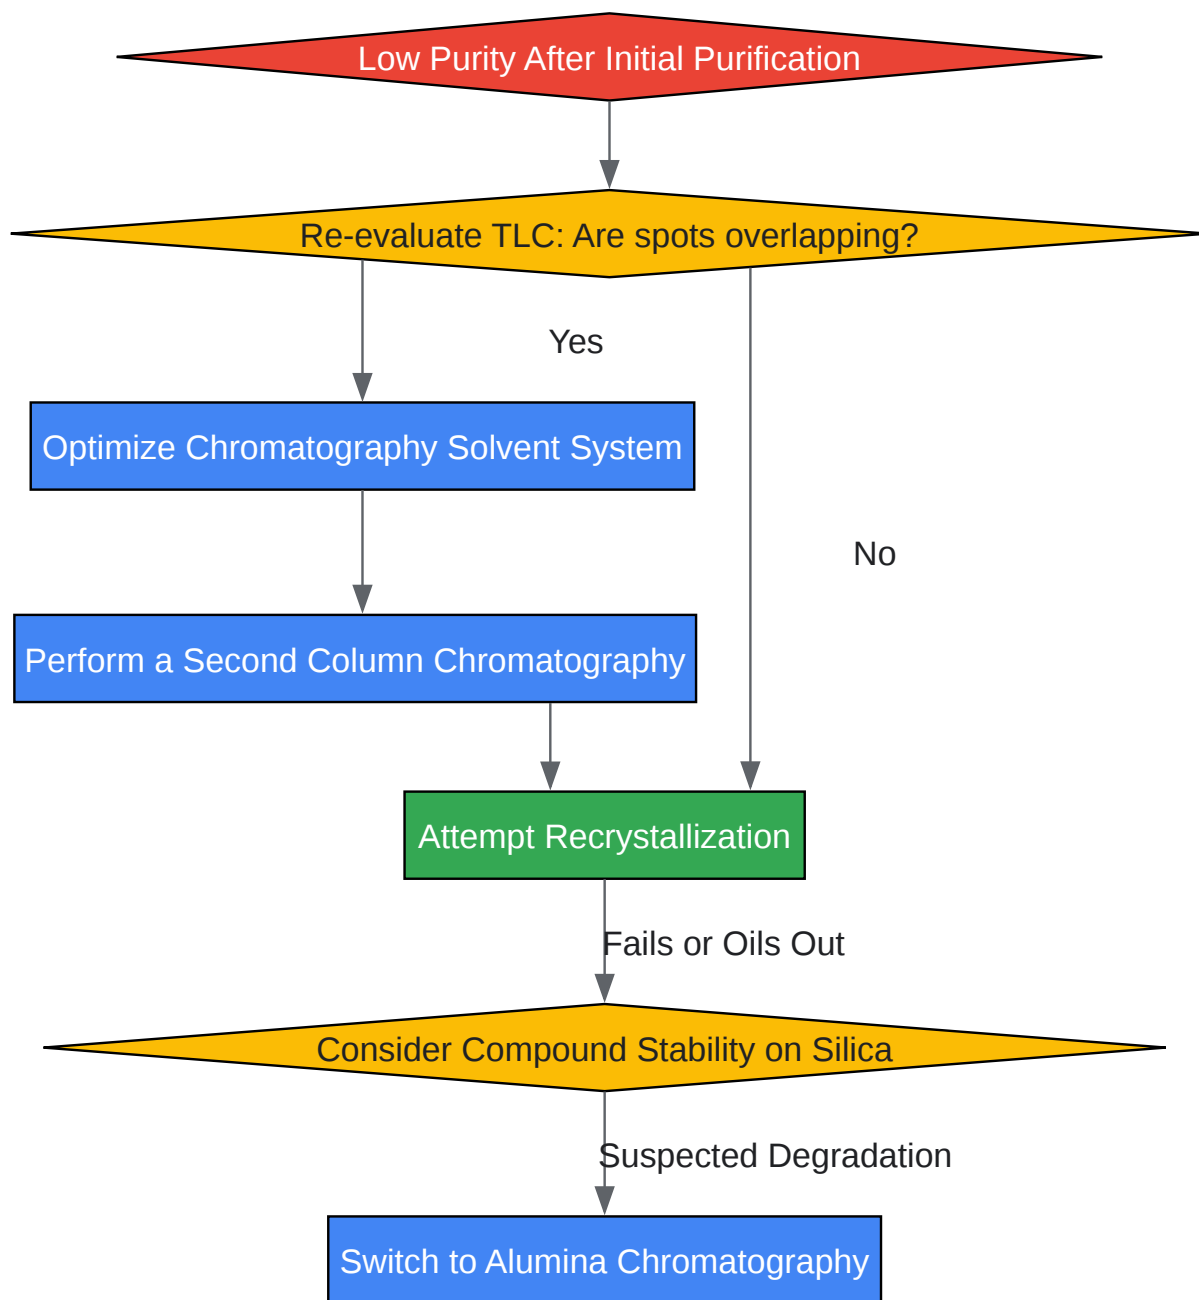 Low Purity After Initial Purification
Re-evaluate TLC: Are spots overlapping?
Yes
Optimize Chromatography Solvent System
No
Perform a Second Column Chromatography
Attempt Recrystallization
Fails or Oils Out
Consider Compound Stability on Silica
Suspected Degradation
Switch to Alumina Chromatography